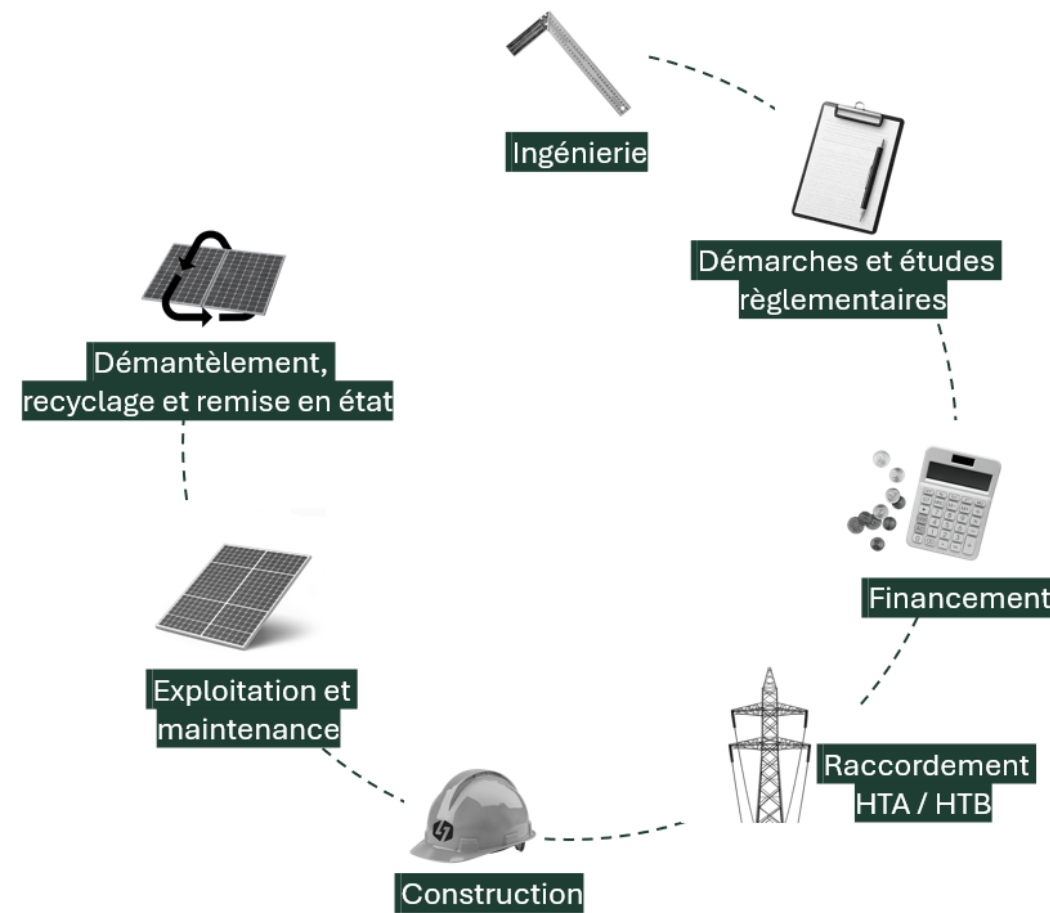 Ingénierie
Démarches et études
règlementaires
Financement
Raccordement
HTA / HTB
Construction
Exploitation et
maintenance
Démantèlement,
recyclage et remise en état